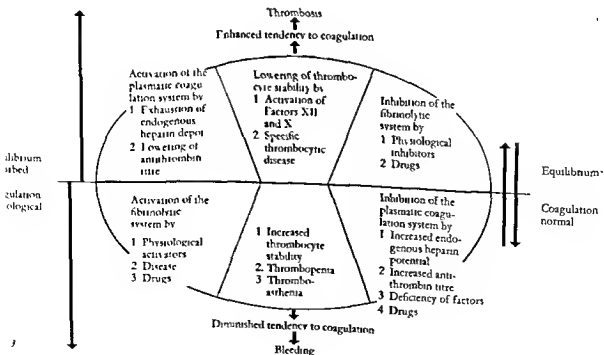 Thrombosis
Enhanced tendency to coagulation
Activation of the
plasmatic coagu
lation system by
1 Exhaustion of
endogenous
heparin depot
2 Lowering of
antithrombin
titre
Lowering of thrombo-
cyte stability by
1 Activation of
Factors XII
and X
2 Specific
thrombocytic
disease
Inhibition of the
fibrinolytic
system by
1 Physiological
inhibitors
2 Drugs
Equilibrium
Coagulation
normal
Activation of the
fibrinolytic
system by
1 Physiological
activators
2 Disease
3 Drugs
1 Increased
thrombocyte
stability
2. Thrombopenia
3 Thrombo-
asthenia
Inhibition of the
plasmatic coagu-
lation system by
1 Increased endo-
genous heparin
potential
2 Increased anti-
thrombin titre
3 Deficiency of factors
4 Drugs
Diminished tendency to coagulation
Bleeding